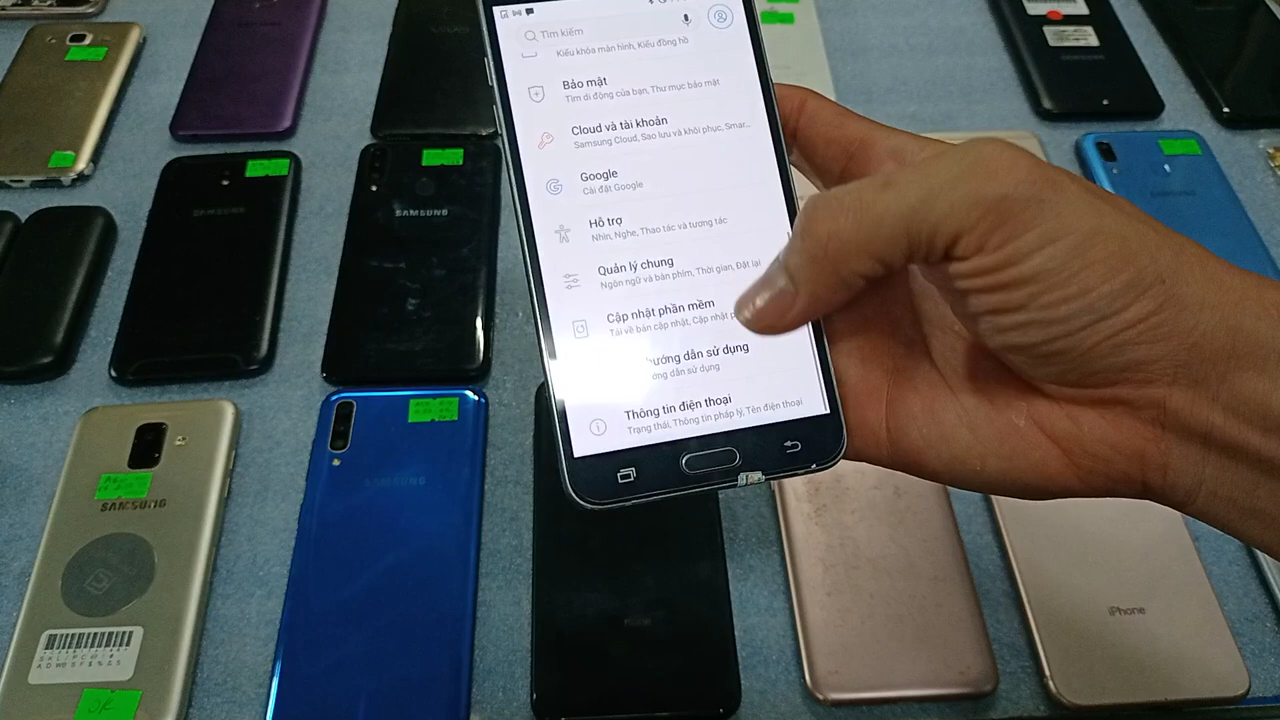 Tìm kiếm
Kiểu khóa màn hình, Kiểu đồng hồ
Bảo mật
Tìm di động của bạn, Thư mục bảo mật
Cloud và tài khoản
Samsung Cloud, Sao lưu và khôi phục, Smar...
Google
Cài đặt Google
Hỗ trợ
Nhìn, Nghe, Thao tác và tương tác
Quản lý chung
Ngôn ngữ và bàn phím, Thời gian, Đặt lại
Cập nhật phần mềm
Tải về bản cập nhật, Cập nhật
hướng dẫn sử dụng
dẫn sử dụng
Thông tin điện thoại
Trạng thái, Thông tin pháp lý, Tên điện thoại
SAMSUNG
SAMSUNG
SAMSUNG
SAMSUNG
iPhone
OK